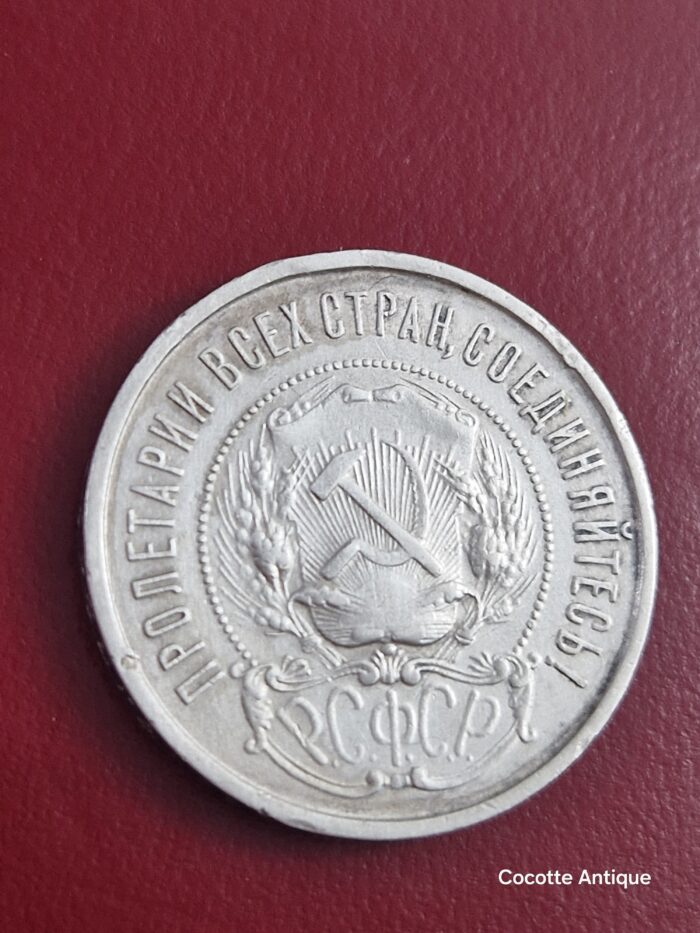 ПРОЛЕТАРИИ ВСЕХ СТРАН, СОЕДИНЯЙТЕСЬ!
Р.С.Ф.С.Р.
Cocotte Antique